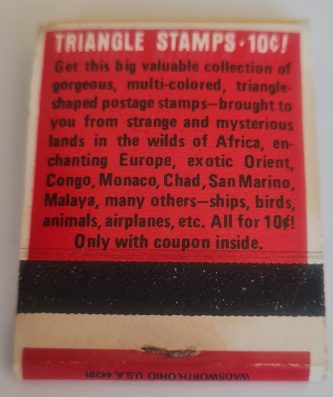 TRIANGLE STAMPS·10¢!
Get this big valuable collection of
gorgeous, multi-colored, triangle-
shaped postage stamps—brought to
you from strange and mysterious
lands in the wilds of Africa, en-
chanting Europe, exotic Orient,
Congo, Monaco, Chad, San Marino,
Malaya, many others—ships, birds,
animals, airplanes, etc. All for 10¢!
Only with coupon inside.
WADSWORTH, OHIO U.S.A. 44281